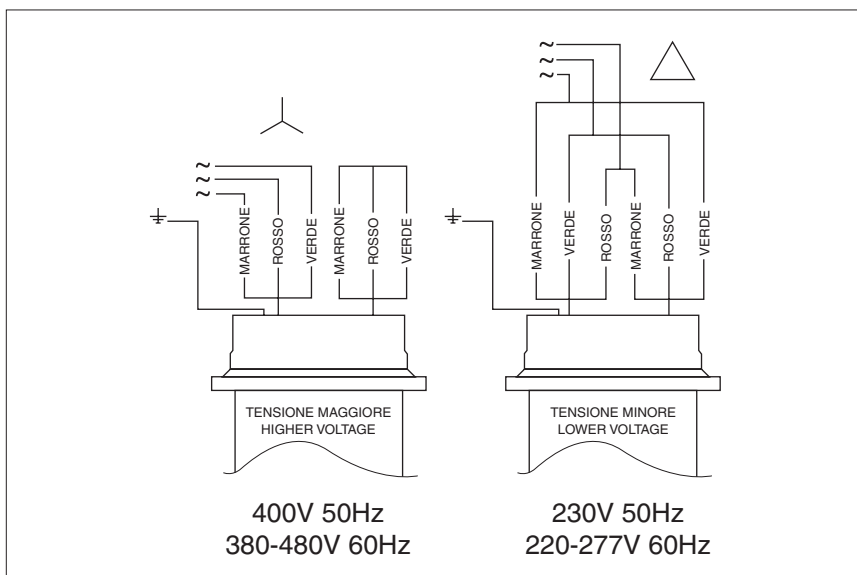 ~
~
~
MARRONE
ROSSO
VERDE
MARRONE
ROSSO
VERDE
TENSIONE MAGGIORE
HIGHER VOLTAGE
400V 50Hz
380-480V 60Hz
~
~
~
MARRONE
VERDE
ROSSO
MARRONE
ROSSO
VERDE
TENSIONE MINORE
LOWER VOLTAGE
230V 50Hz
220-277V 60Hz